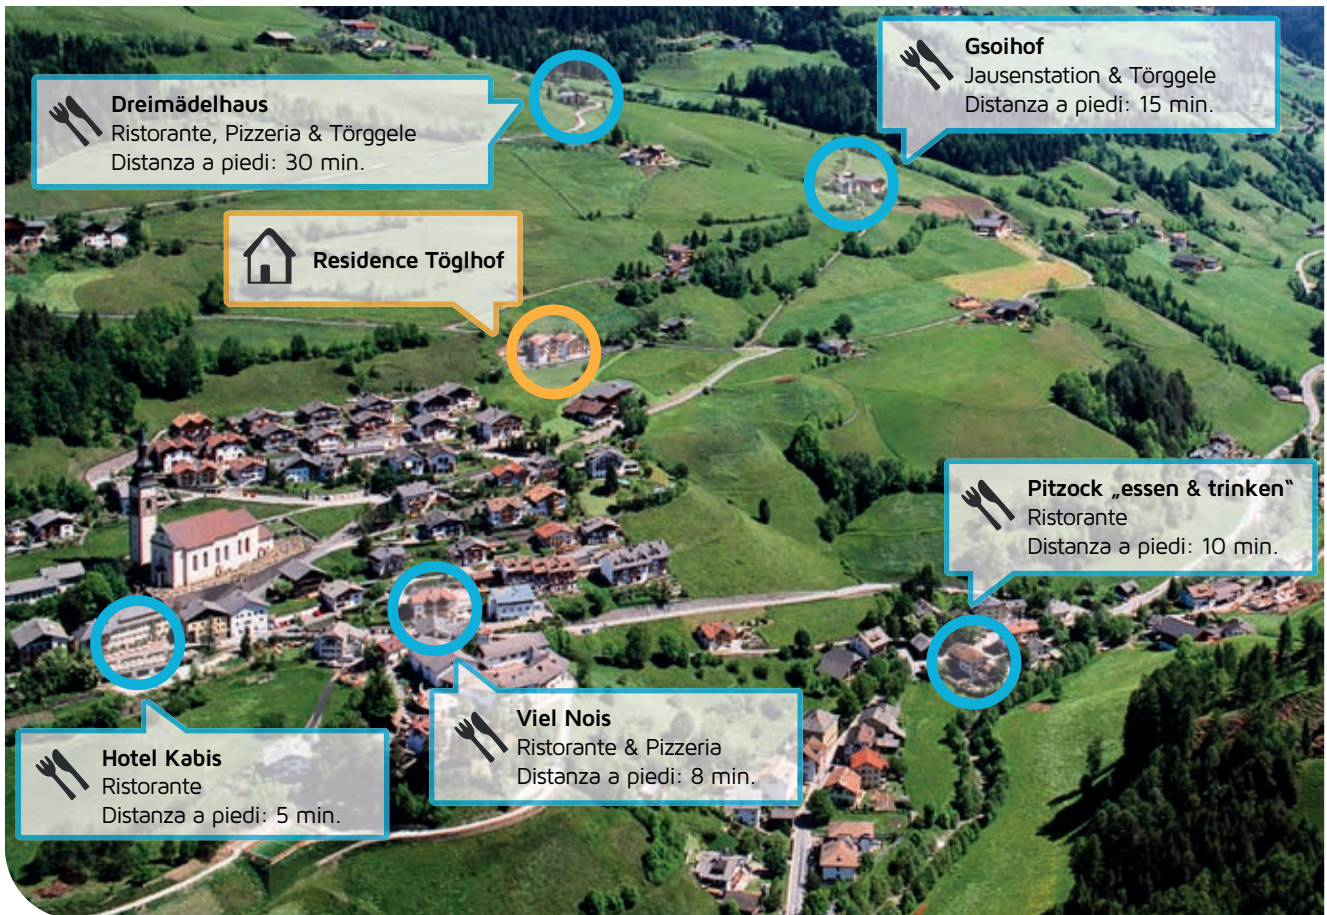 Gsoihof
Jausenstation & Törggele
Distanza a piedi: 15 min.
Dreimädelhaus
Ristorante, Pizzeria & Törggele
Distanza a piedi: 30 min.
Residence Töglhof
Pitzock „essen & trinken“
Ristorante
Distanza a piedi: 10 min.
Viel Nois
Ristorante & Pizzeria
Distanza a piedi: 8 min.
Hotel Kabis
Ristorante
Distanza a piedi: 5 min.